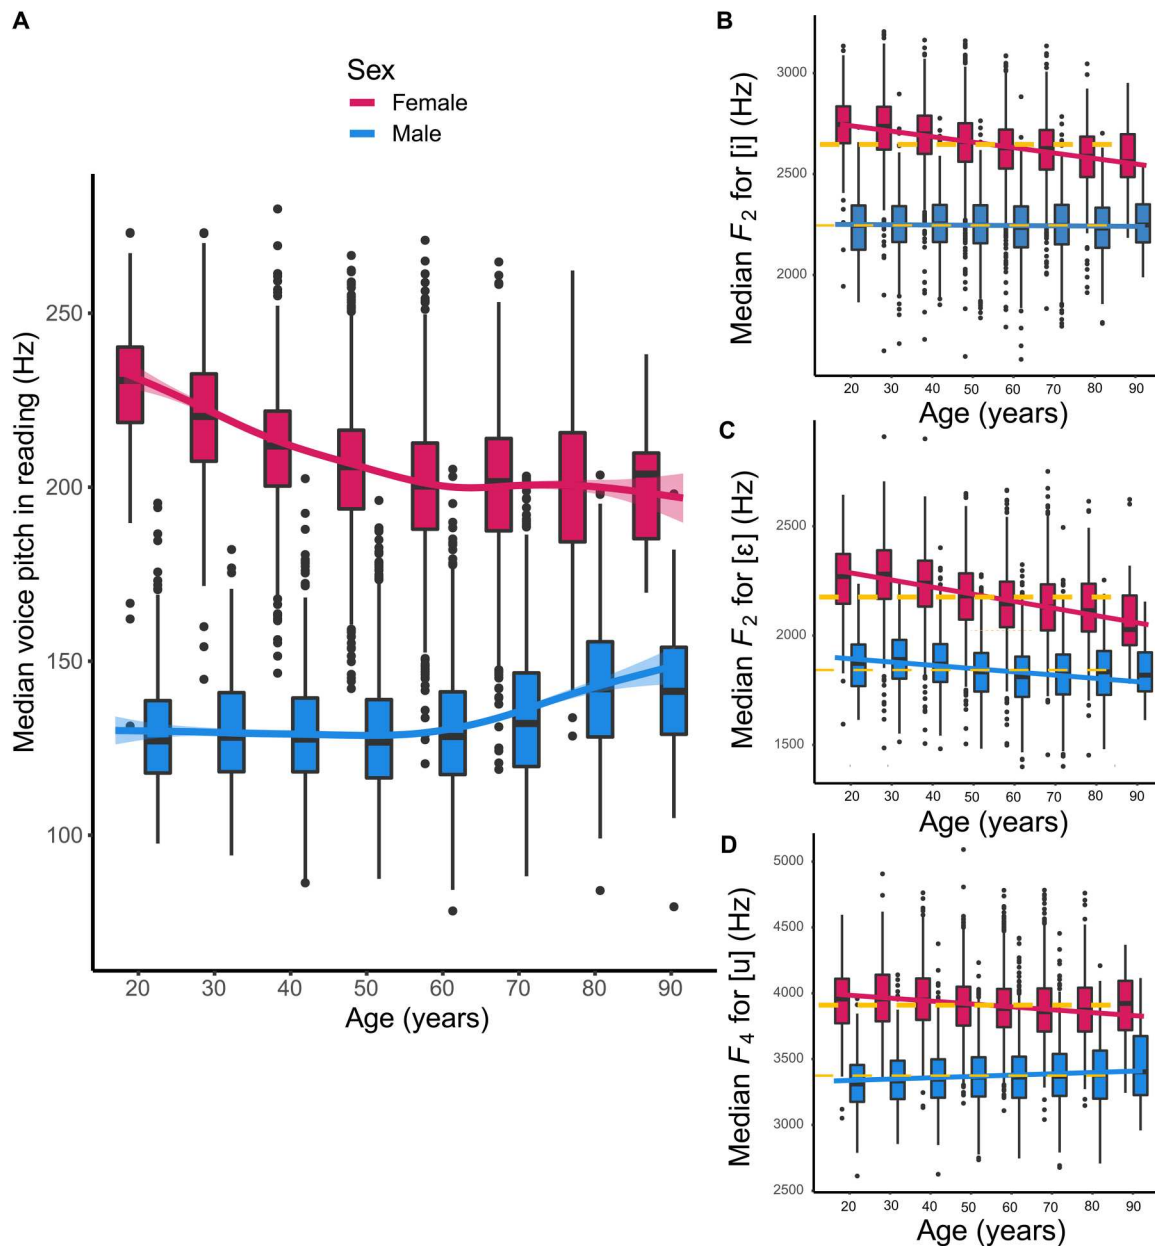 A
Sex
Female
Male
Median voice pitch in reading (Hz)
250
200
150
100
20 30 40 50 60 70 80 90
Age (years)
B
Median F₂ for [i] (Hz)
3000
2500
2000
20 30 40 50 60 70 80 90
Age (years)
C
Median F₂ for [ɛ] (Hz)
2500
2000
1500
20 30 40 50 60 70 80 90
Age (years)
D
Median F₄ for [u] (Hz)
5000
4500
4000
3500
3000
2500
20 30 40 50 60 70 80 90
Age (years)